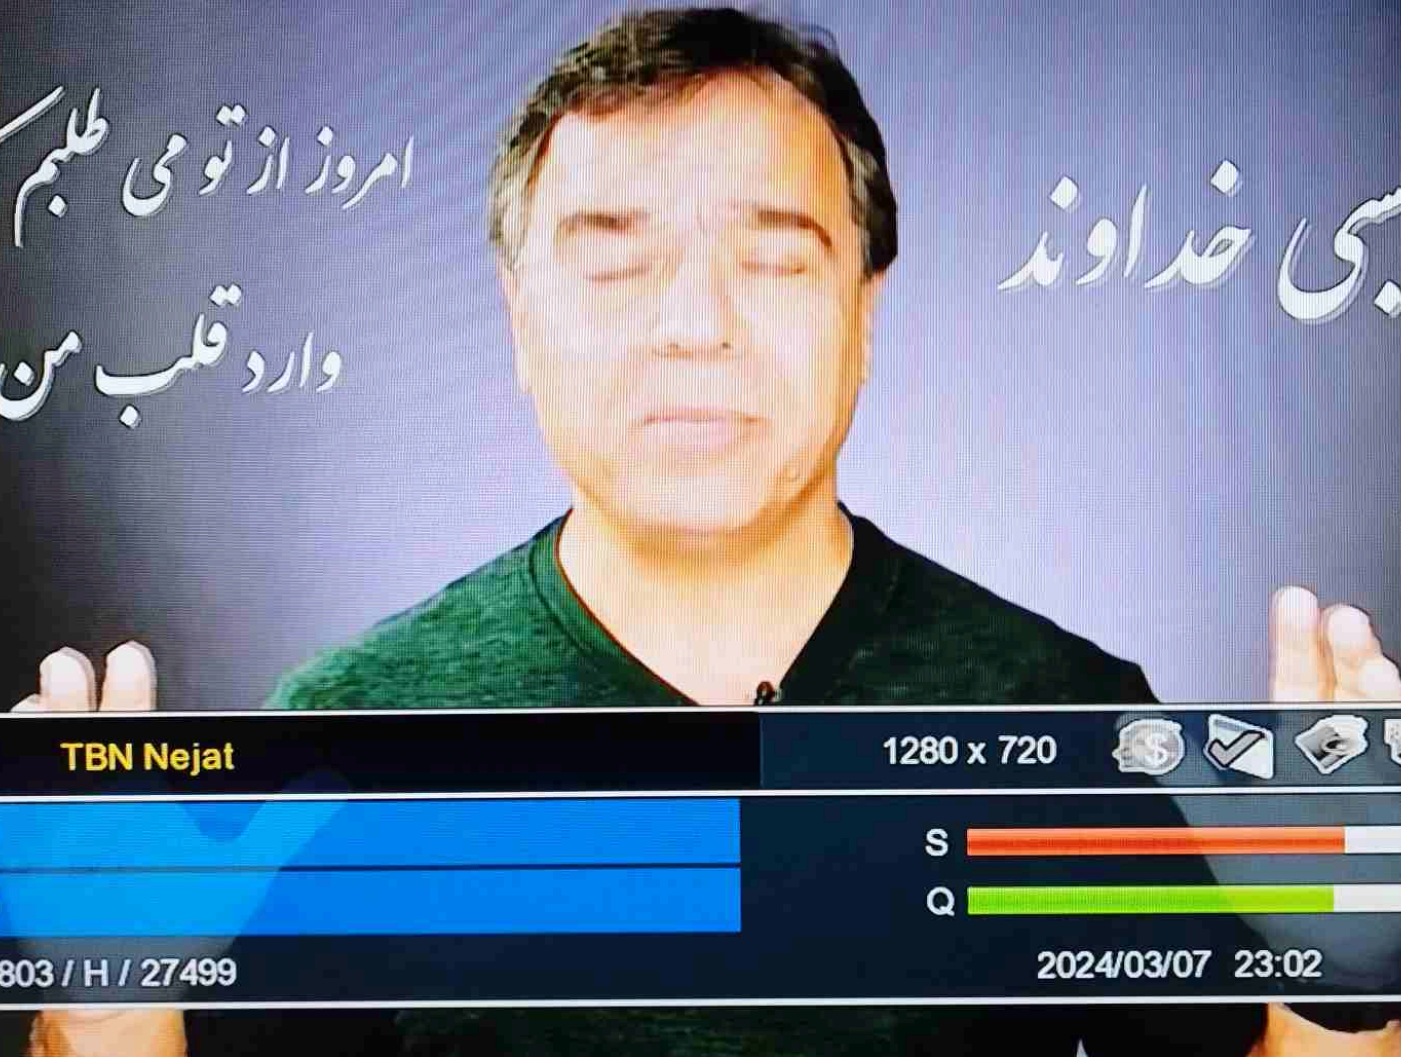 امروز از تو می طلبم
وارد قلب من
خداوند
TBN Nejat
1280 x 720
S
Q
803 / H / 27499
2024/03/07 23:02